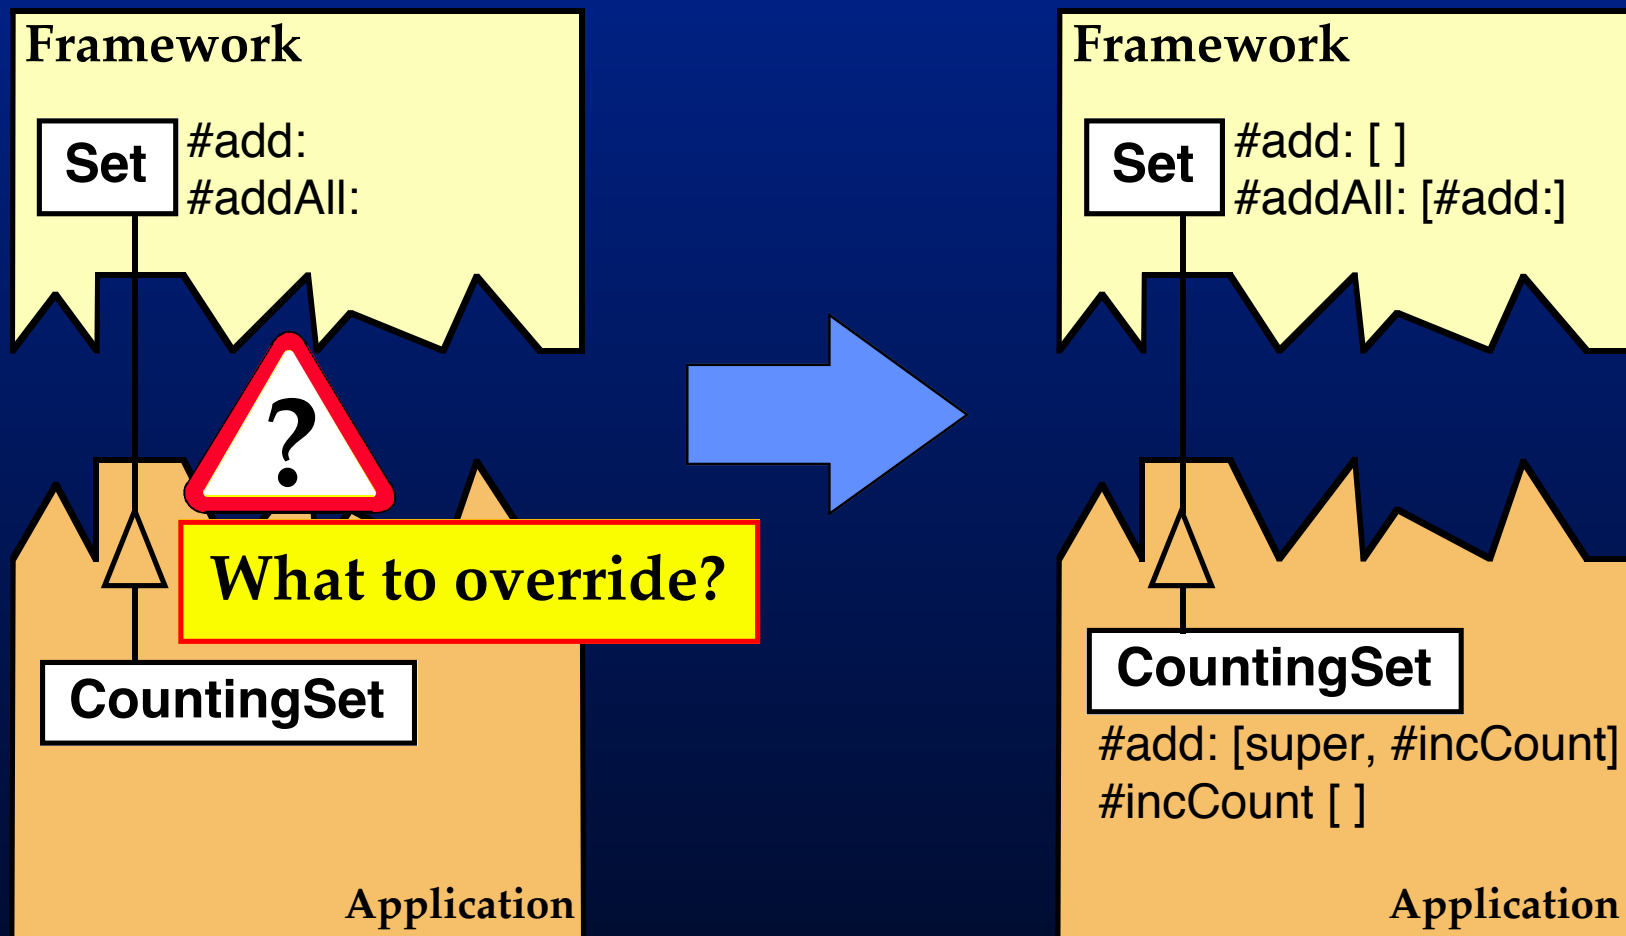 Framework
Set
#add:
#addAll:
?
What to override?
CountingSet
Application
Framework
Set
#add: [ ]
#addAll: [#add:]
CountingSet
#add: [super, #incCount]
#incCount [ ]
Application